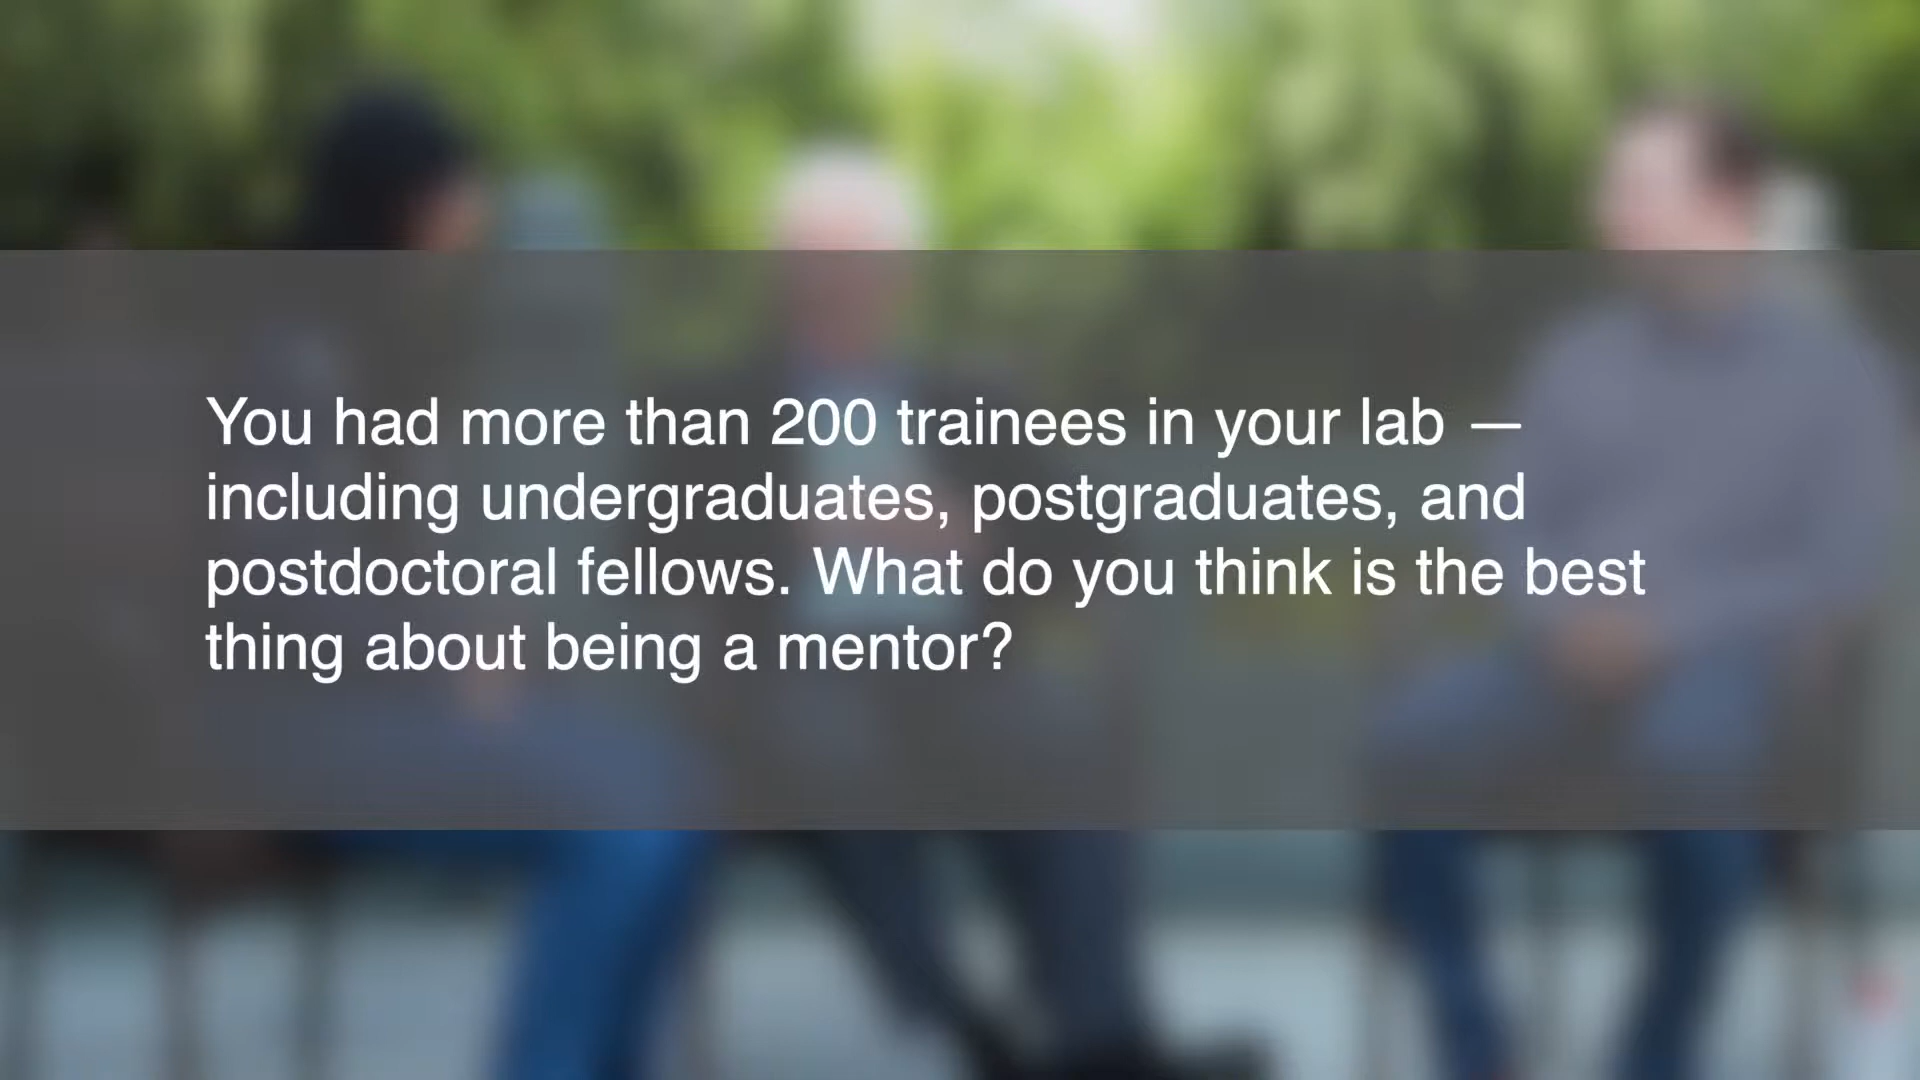 You had more than 200 trainees in your lab —
including undergraduates, postgraduates, and
postdoctoral fellows. What do you think is the best
thing about being a mentor?